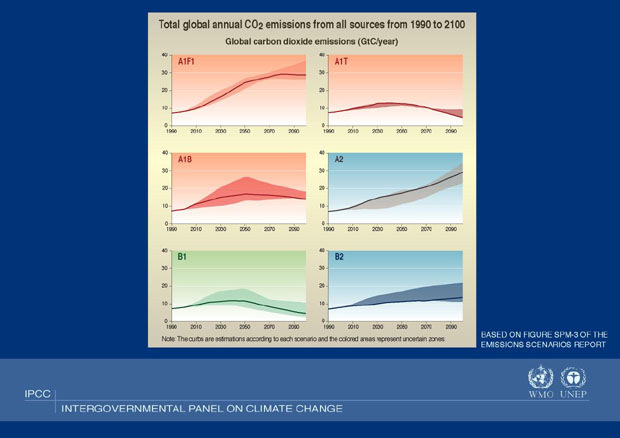 Total global annual CO2 emissions from all sources from 1990 to 2100
Global carbon dioxide emissions (GtC/year)
A1F1
40
30
20
10
0
1990 2010 2030 2050 2070 2090
A1T
40
30
20
10
0
1990 2010 2030 2050 2070 2090
A1B
40
30
20
10
0
1990 2010 2030 2050 2070 2090
A2
40
30
20
10
0
1990 2010 2030 2050 2070 2090
B1
40
30
20
10
0
1990 2010 2030 2050 2070 2090
B2
40
30
20
10
0
1990 2010 2030 2050 2070 2090
Note: The curbs are estimations according to each scenario and the colored areas represent uncertain zones
BASED ON FIGURE SPM-3 OF THE
EMISSIONS SCENARIOS REPORT
WMO UNEP
IPCC
INTERGOVERNMENTAL PANEL ON CLIMATE CHANGE